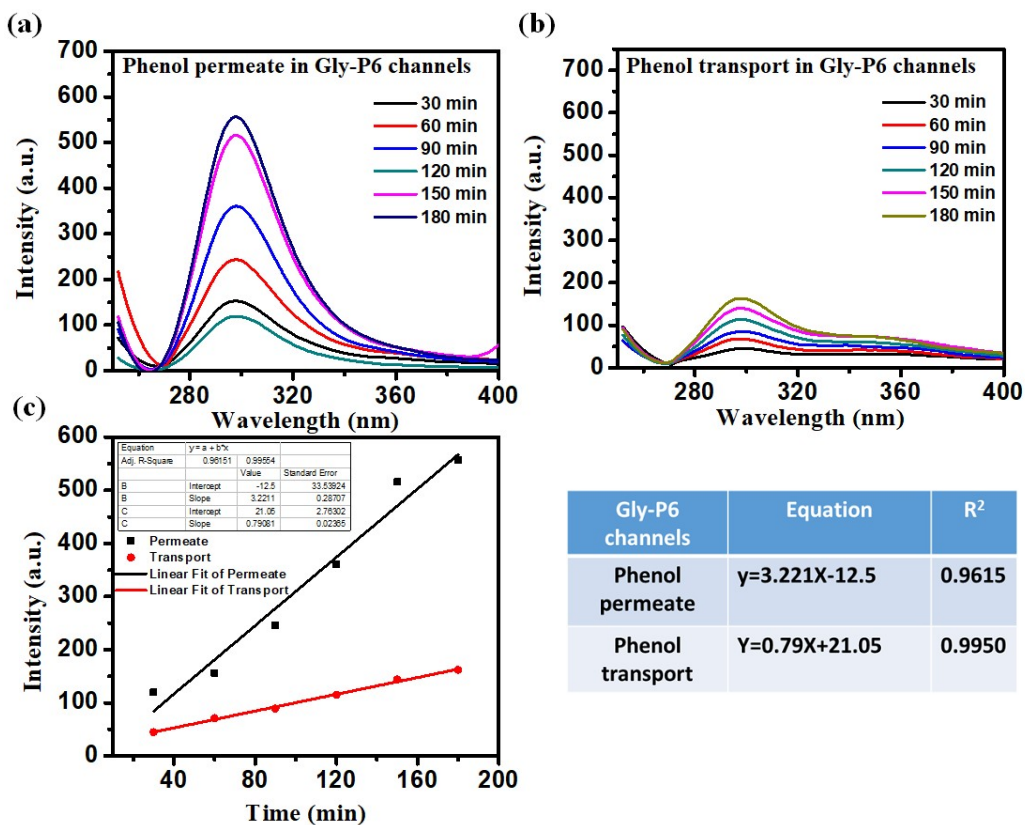 (a)
700
600
500
400
300
200
100
0
Intensity (a.u.)
Phenol permeate in Gly-P6 channels
30 min
60 min
90 min
120 min
150 min
180 min
280 320 360 400
Wavelength (nm)
(b)
700
600
500
400
300
200
100
0
Intensity (a.u.)
Phenol transport in Gly-P6 channels
30 min
60 min
90 min
120 min
150 min
180 min
280 320 360 400
Wavelength (nm)
(c)
600
500
400
300
200
100
0
Intensity (a.u.)
Equation y = a + b*x
Adj. R-Square 0.96151 0.99554
Value Standard Error
B Intercept -12.5 33.53924
B Slope 3.2211 0.28707
C Intercept 21.05 2.76302
C Slope 0.79081 0.02365
Permeate
Transport
Linear Fit of Permeate
Linear Fit of Transport
40 80 120 160 200
Time (min)
Gly-P6 channels Equation R²
Phenol permeate y=3.221X-12.5 0.9615
Phenol transport Y=0.79X+21.05 0.9950